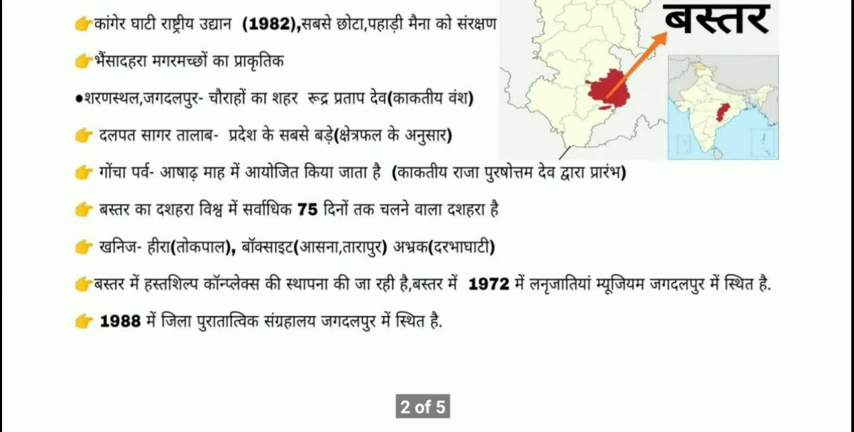 बस्तर
👉कांगेर घाटी राष्ट्रीय उद्यान (1982),सबसे छोटा,पहाड़ी मैना को संरक्षण
👉भैंसादहरा मगरमच्छों का प्राकृतिक
●शरणस्थल,जगदलपुर- चौराहों का शहर रूद्र प्रताप देव(काकतीय वंश)
👉 दलपत सागर तालाब- प्रदेश के सबसे बड़े(क्षेत्रफल के अनुसार)
👉 गोंचा पर्व- आषाढ़ माह में आयोजित किया जाता है (काकतीय राजा पुरषोत्तम देव द्वारा प्रारंभ)
👉 बस्तर का दशहरा विश्व में सर्वाधिक 75 दिनों तक चलने वाला दशहरा है
👉 खनिज- हीरा(तोकपाल), बॉक्साइट(आसना,तारापुर) अभ्रक(दरभाघाटी)
👉बस्तर में हस्तशिल्प कॉम्प्लेक्स की स्थापना की जा रही है,बस्तर में 1972 में लनृजातियां म्यूजियम जगदलपुर में स्थित है.
👉 1988 में जिला पुरातात्विक संग्रहालय जगदलपुर में स्थित है.
2 of 5